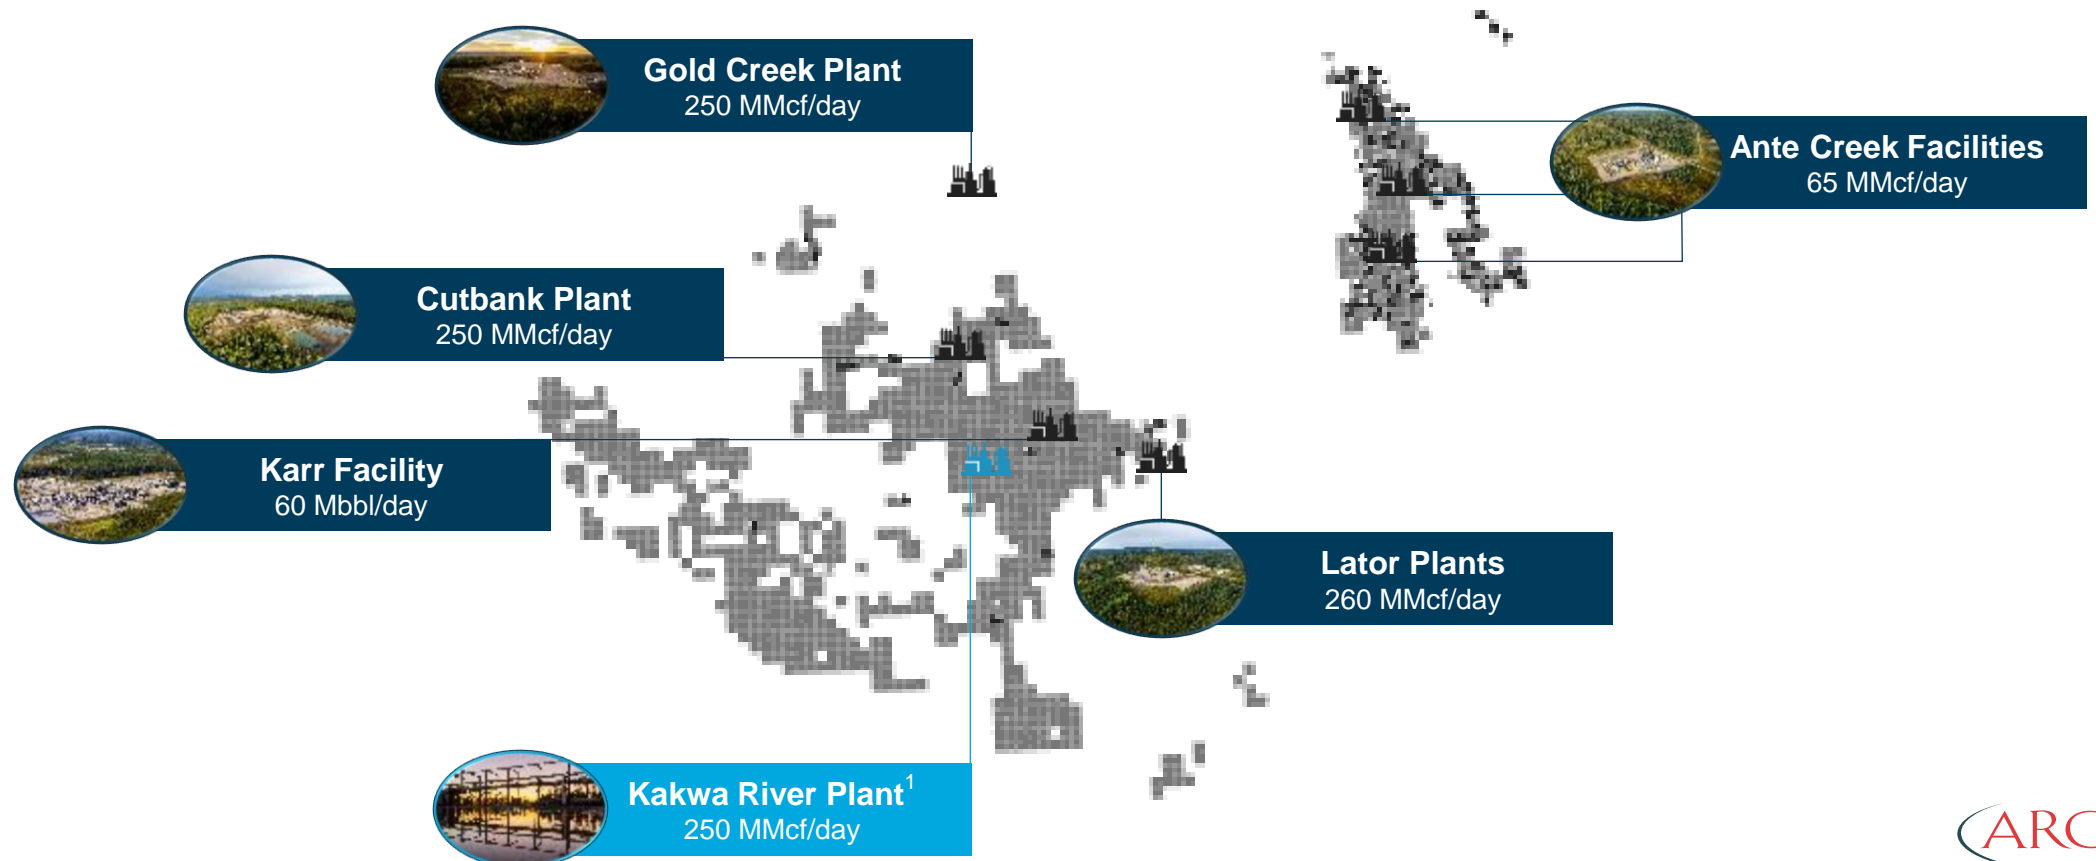 Gold Creek Plant
250 MMcf/day
Ante Creek Facilities
65 MMcf/day
Cutbank Plant
250 MMcf/day
Karr Facility
60 Mbbl/day
Lator Plants
260 MMcf/day
Kakwa River Plant1
250 MMcf/day
ARC